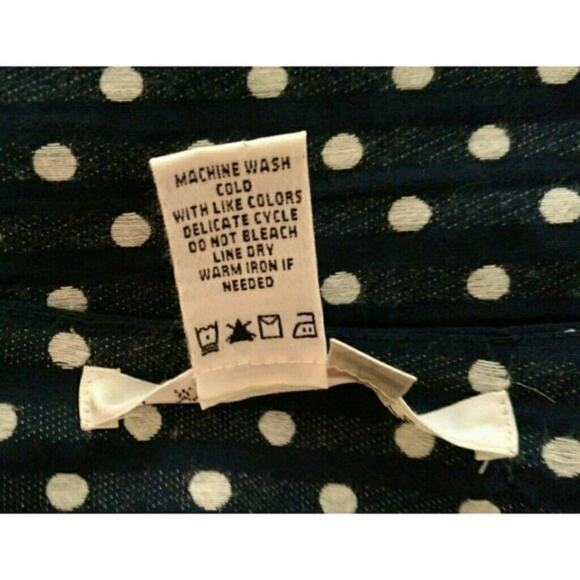 MACHINE WASH
COLD
WITH LIKE COLORS
DELICATE CYCLE
DO NOT BLEACH
LINE DRY
WARM IRON IF
NEEDED